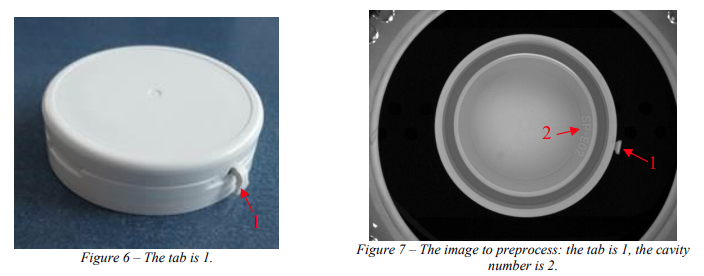 1
Figure 6 – The tab is 1.
2
1
Figure 7 – The image to preprocess: the tab is 1, the cavity
number is 2.